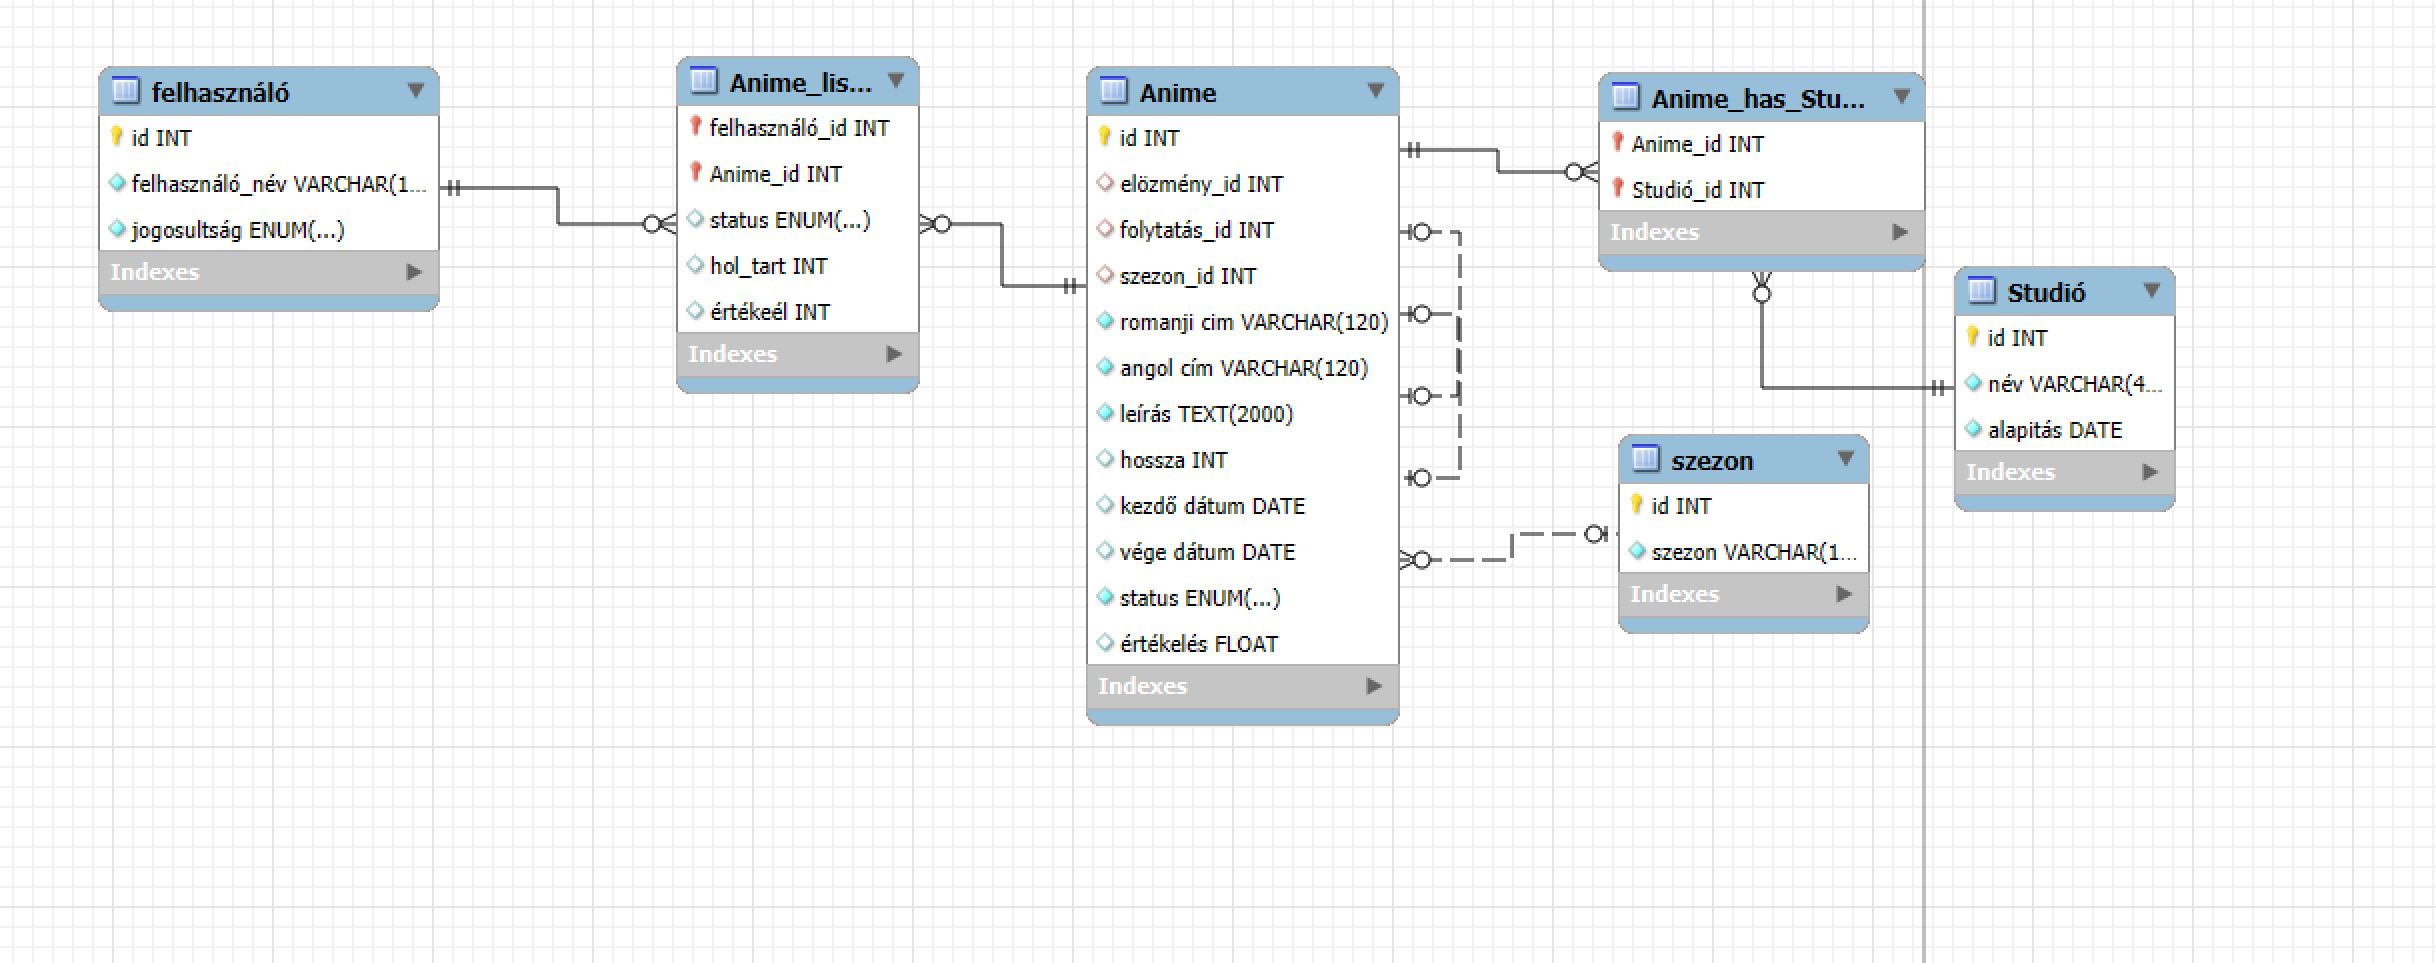 felhasználó
id INT
felhasználó_név VARCHAR(1...
jogosultság ENUM(...)
Indexes
Anime_lis...
felhasználó_id INT
Anime_id INT
status ENUM(...)
hol_tart INT
értékeél INT
Indexes
Anime
id INT
elözmény_id INT
folytatás_id INT
szezon_id INT
romanji cim VARCHAR(120)
angol cím VARCHAR(120)
leírás TEXT(2000)
hossza INT
kezdő dátum DATE
vége dátum DATE
status ENUM(...)
értékelés FLOAT
Indexes
Anime_has_Stu...
Anime_id INT
Studió_id INT
Indexes
szezon
id INT
szezon VARCHAR(1...
Indexes
Studió
id INT
név VARCHAR(4...
alapitás DATE
Indexes